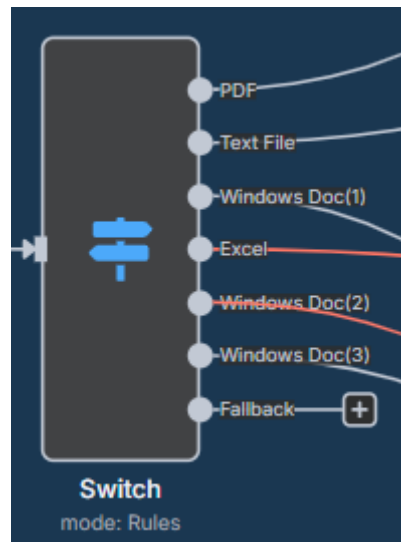 PDF
Text File
Windows Doc(1)
Excel
Windows Doc(2)
Windows Doc(3)
Fallback
Switch
mode: Rules